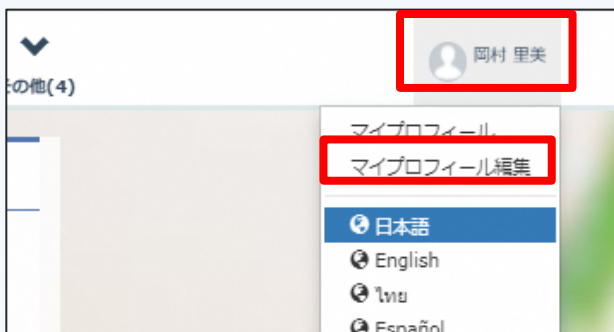 岡村 里美
その他(4)
マイプロフィール
マイプロフィール編集
日本語
English
ไทย
Español